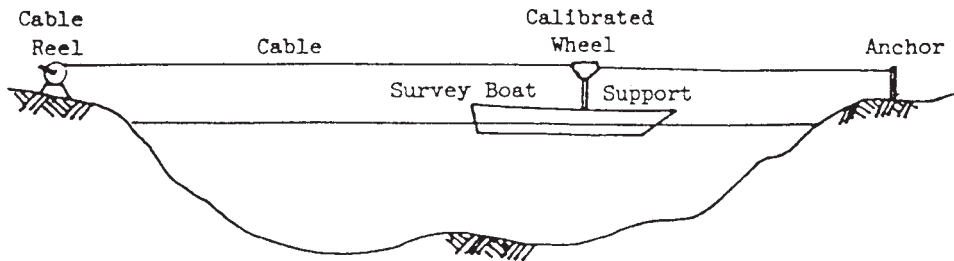 Cable
Reel
Cable
Calibrated
Wheel
Anchor
Survey Boat
Support